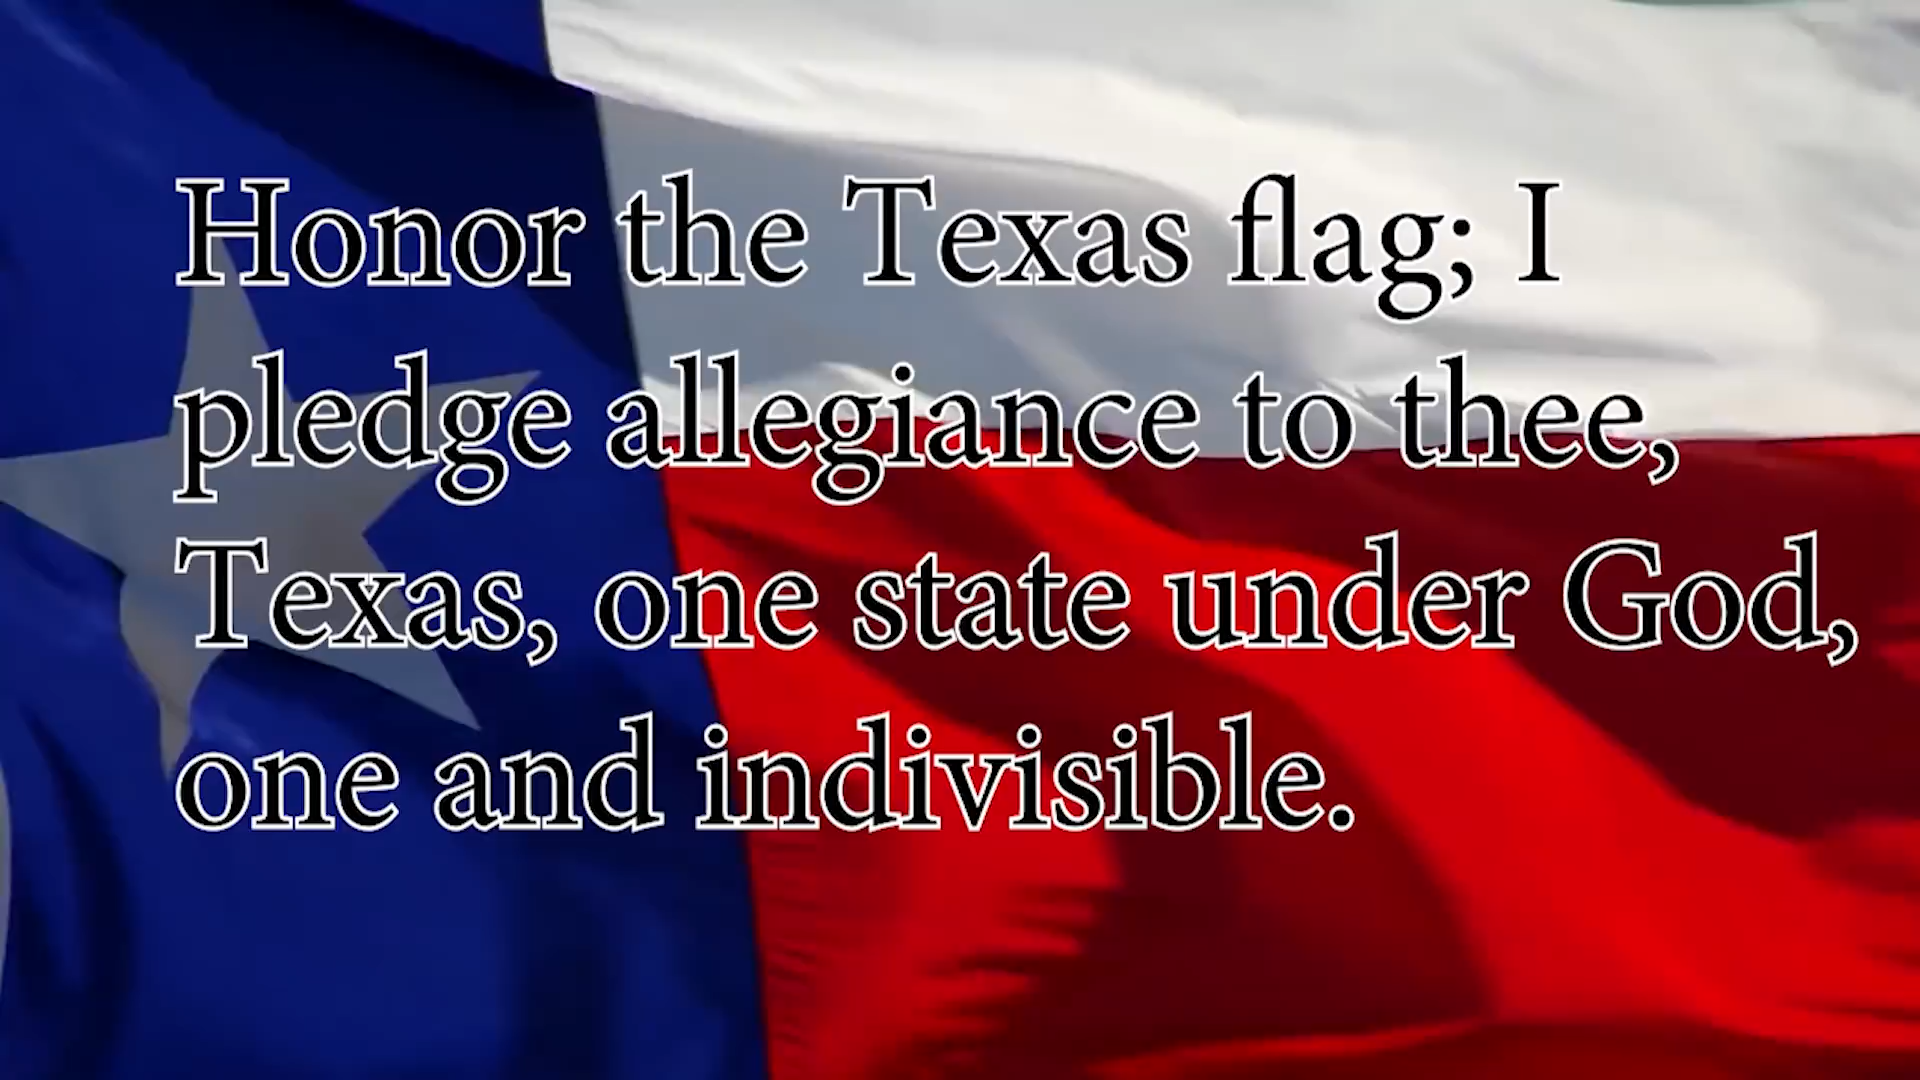 Honor the Texas flag; I
pledge allegiance to thee,
Texas, one state under God,
one and indivisible.